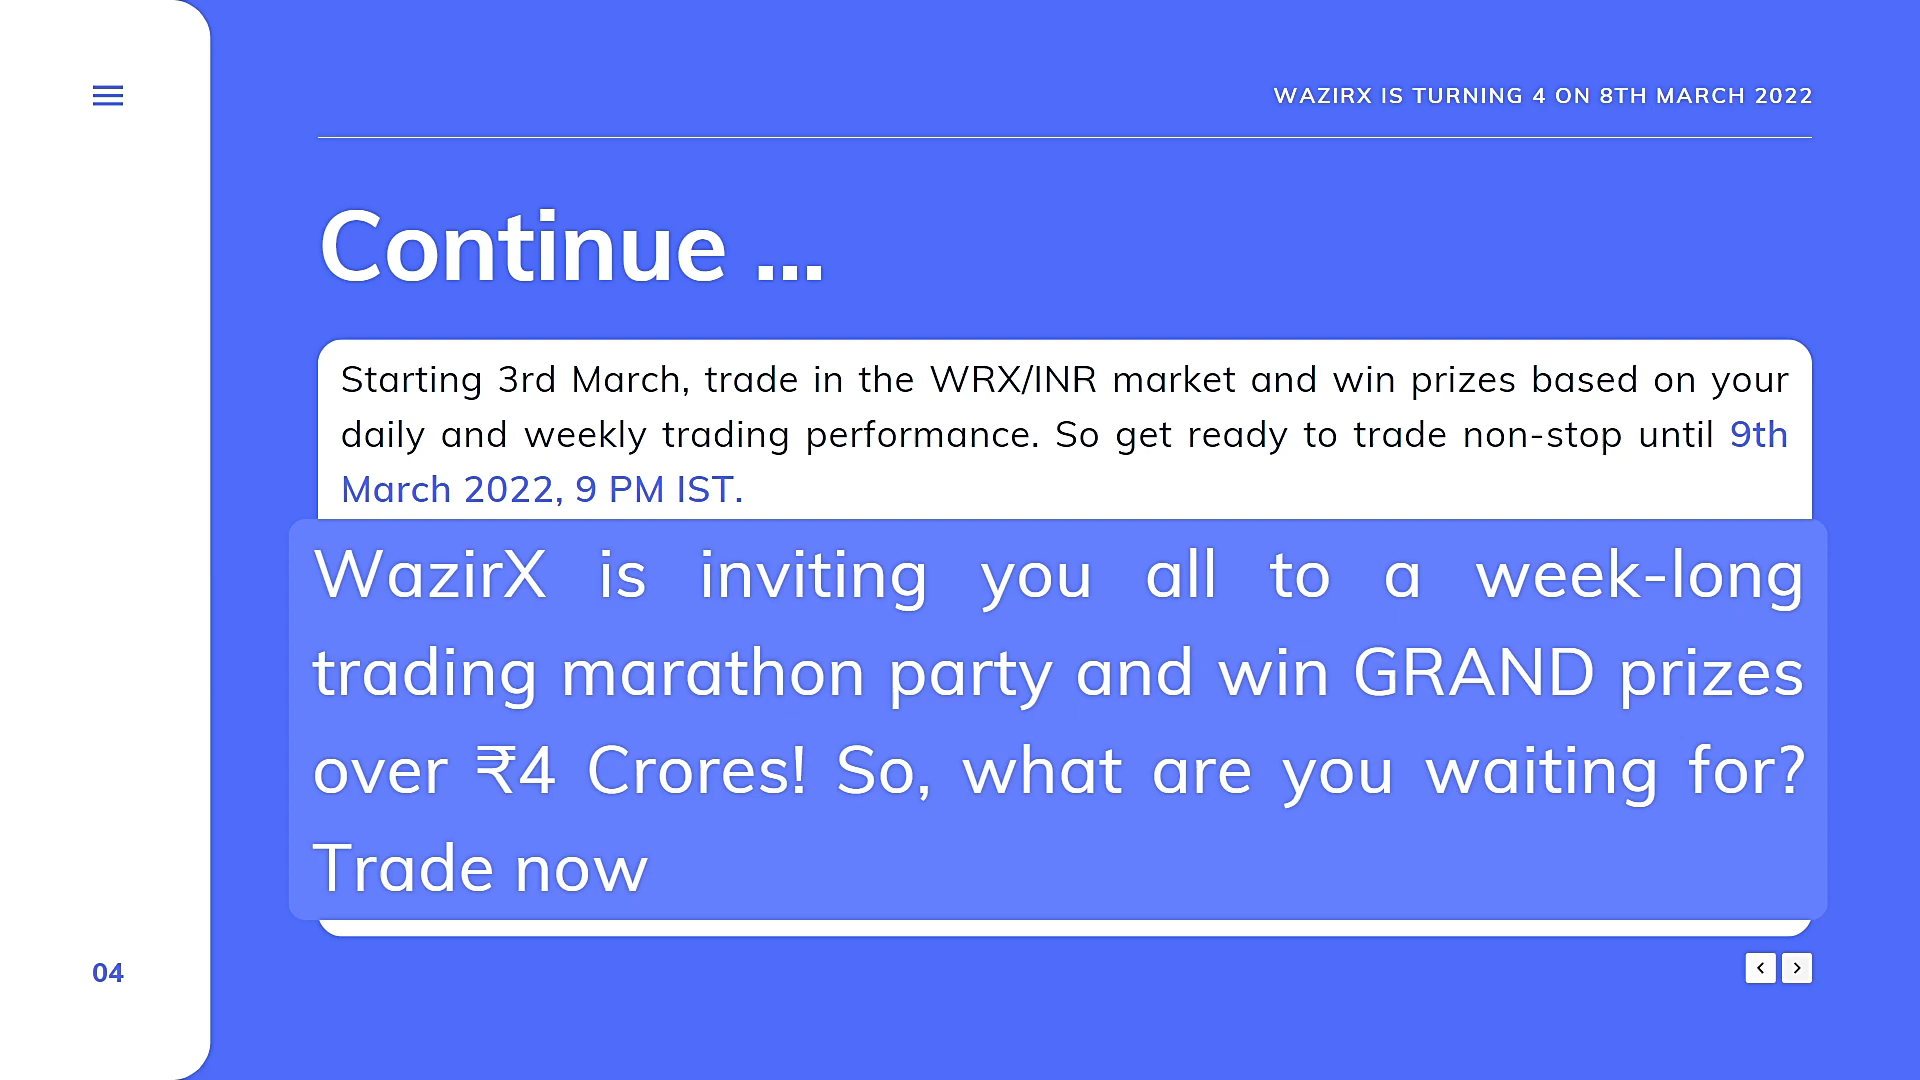 WAZIRX IS TURNING 4 ON 8TH MARCH 2022
Continue ...
Starting 3rd March, trade in the WRX/INR market and win prizes based on your
daily and weekly trading performance. So get ready to trade non-stop until 9th
March 2022, 9 PM IST.
WazirX is inviting you all to a week-long
trading marathon party and win GRAND prizes
over ₹4 Crores! So, what are you waiting for?
Trade now
04